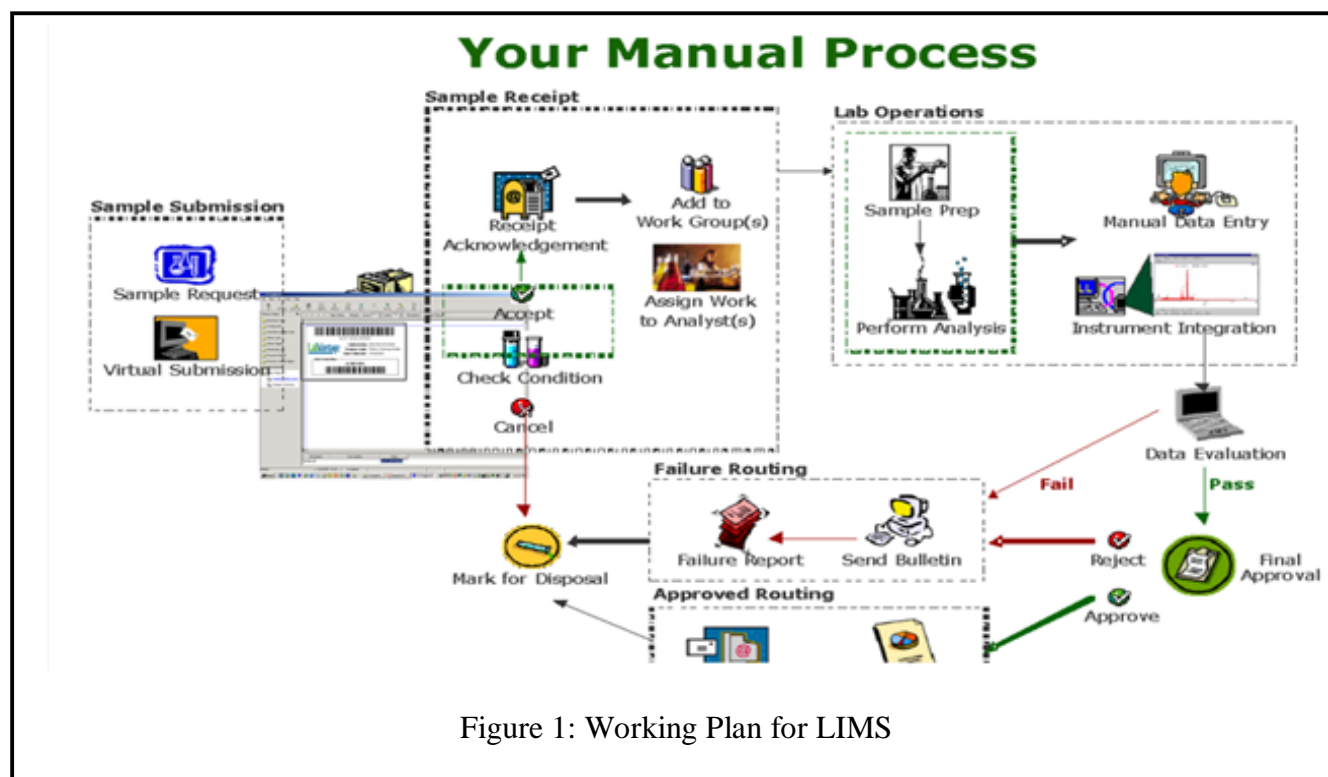 Your Manual Process
Sample Submission
Sample Request
Virtual Submission
Sample Receipt
Receipt
Acknowledgement
Add to
Work Group(s)
Assign Work
to Analyst(s)
Accept
Check Condition
Cancel
Lab Operations
Sample Prep
Perform Analysis
Manual Data Entry
Instrument Integration
Data Evaluation
Fail
Pass
Failure Routing
Failure Report
Send Bulletin
Mark for Disposal
Reject
Final
Approval
Approve
Approved Routing
Figure 1: Working Plan for LIMS